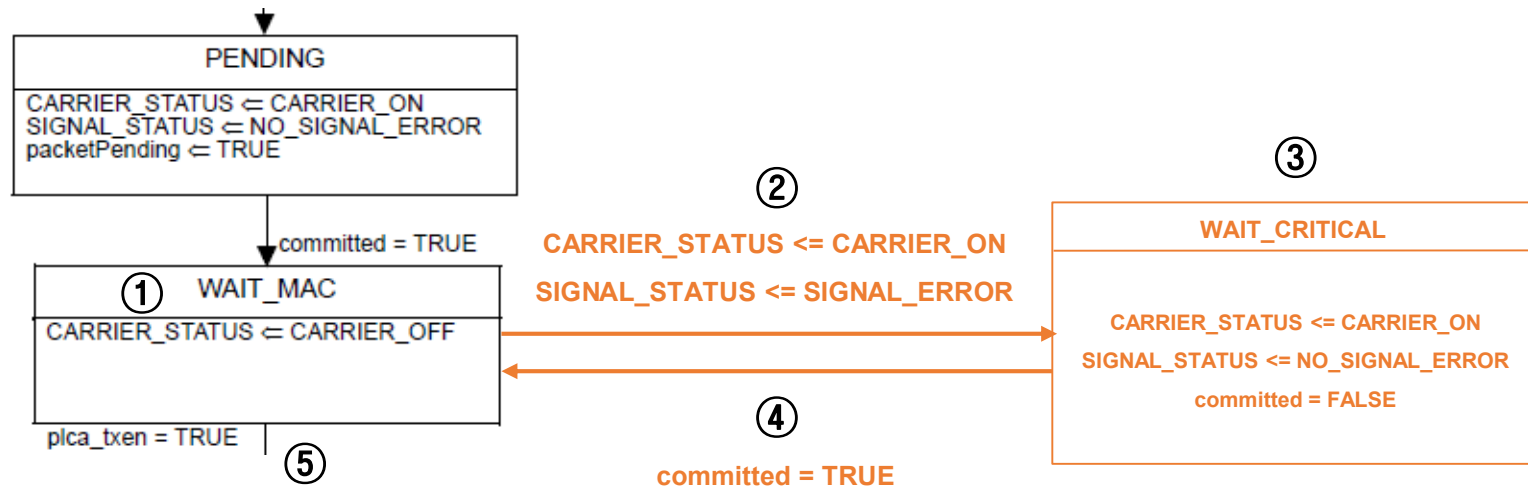 PENDING
CARRIER_STATUS ⇐ CARRIER_ON
SIGNAL_STATUS ⇐ NO_SIGNAL_ERROR
packetPending ⇐ TRUE
committed = TRUE
① WAIT_MAC
CARRIER_STATUS ⇐ CARRIER_OFF
plca_txen = TRUE
⑤
②
CARRIER_STATUS <= CARRIER_ON
SIGNAL_STATUS <= SIGNAL_ERROR
④
committed = TRUE
③
WAIT_CRITICAL
CARRIER_STATUS <= CARRIER_ON
SIGNAL_STATUS <= NO_SIGNAL_ERROR
committed = FALSE